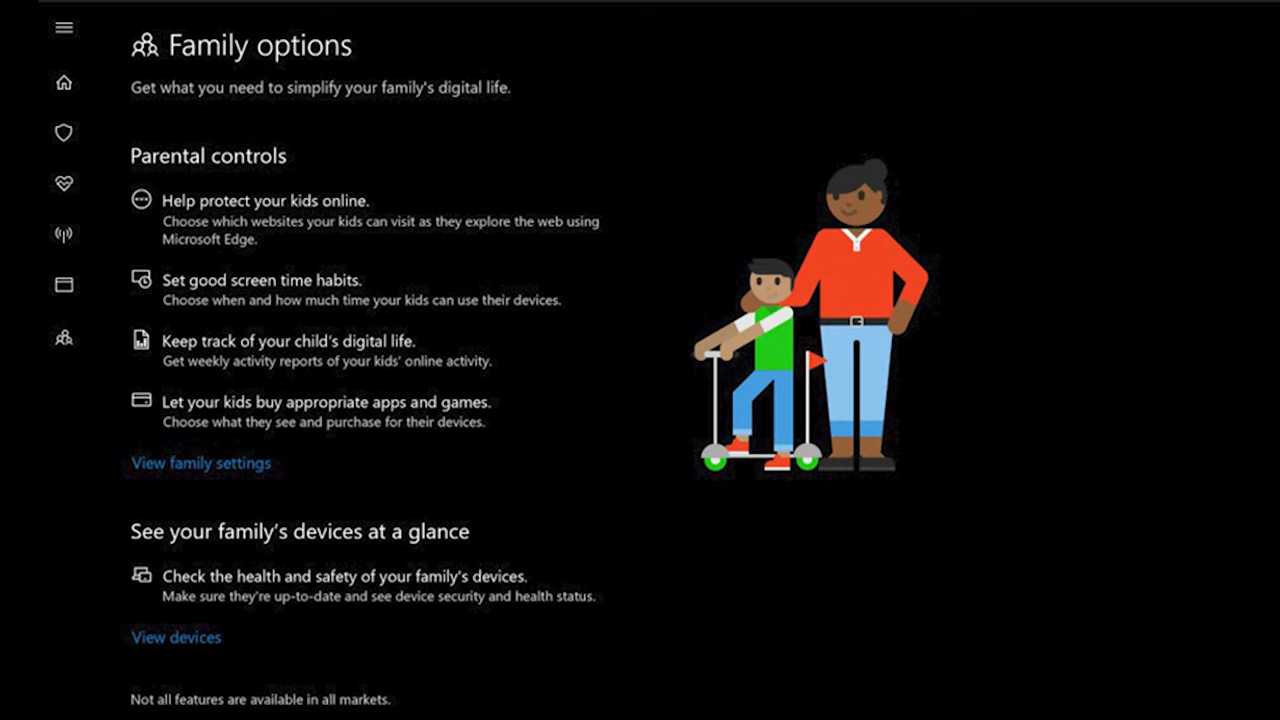 Family options
Get what you need to simplify your family's digital life.
Parental controls
Help protect your kids online.
Choose which websites your kids can visit as they explore the web using
Microsoft Edge.
Set good screen time habits.
Choose when and how much time your kids can use their devices.
Keep track of your child's digital life.
Get weekly activity reports of your kids' online activity.
Let your kids buy appropriate apps and games.
Choose what they see and purchase for their devices.
View family settings
See your family's devices at a glance
Check the health and safety of your family's devices.
Make sure they're up-to-date and see device security and health status.
View devices
Not all features are available in all markets.